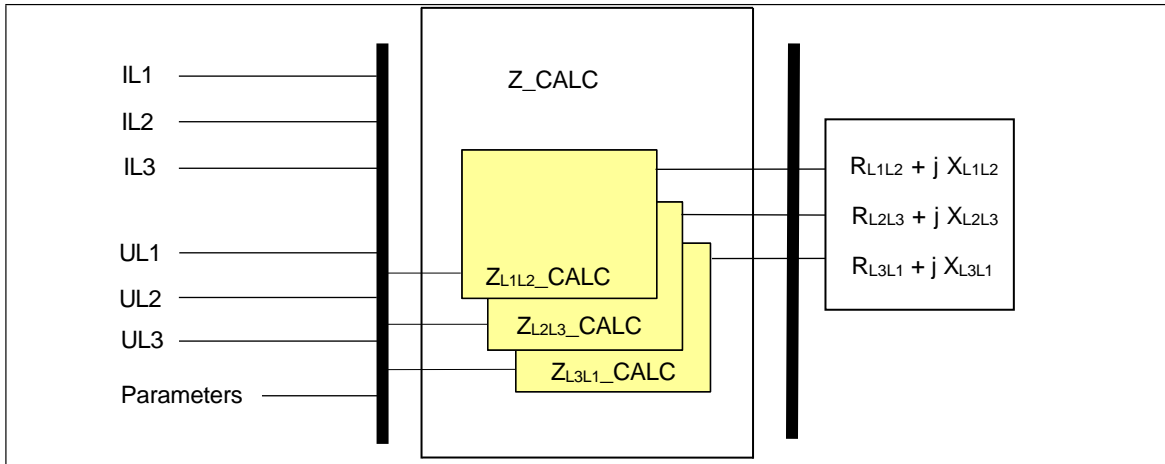 IL1
IL2
IL3
UL1
UL2
UL3
Parameters
Z_CALC
ZL1L2_CALC
ZL2L3_CALC
ZL3L1_CALC
RL1L2 + j XL1L2
RL2L3 + j XL2L3
RL3L1 + j XL3L1